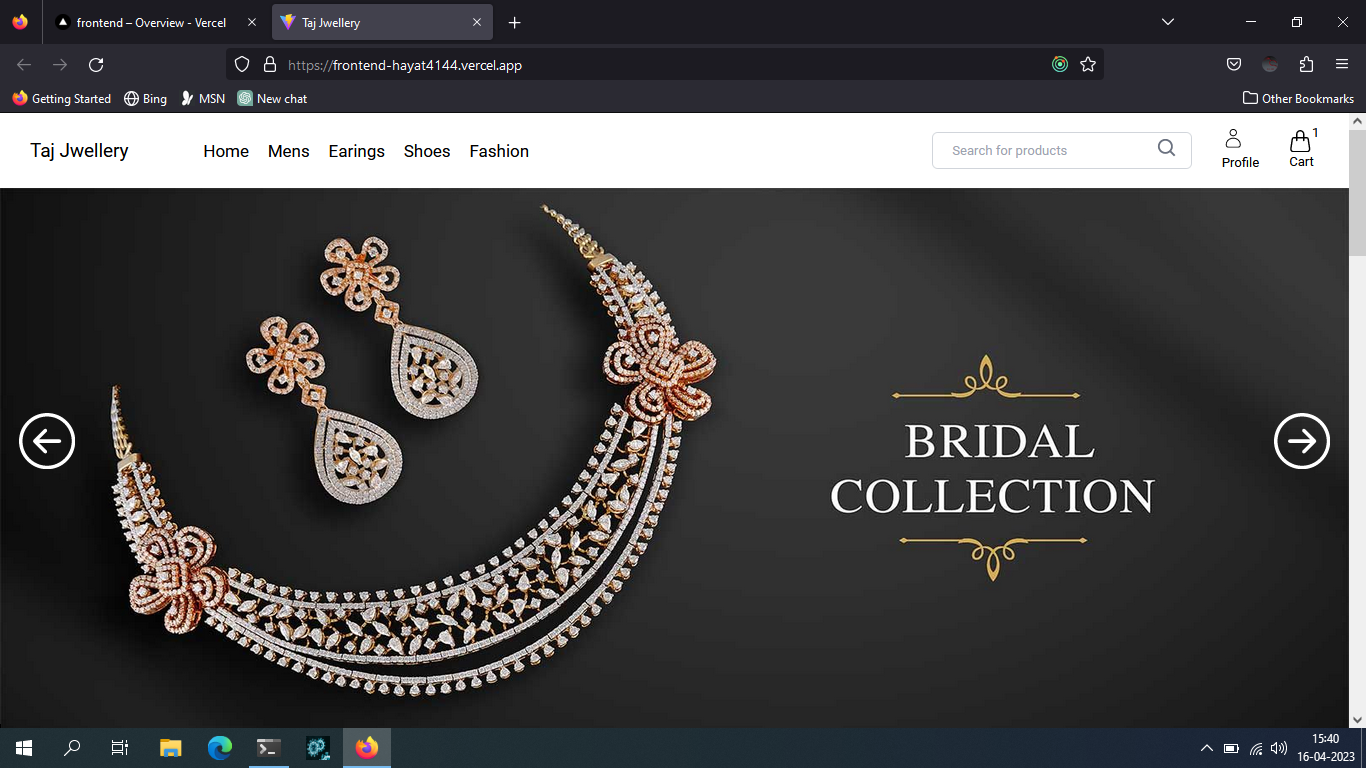 frontend – Overview - Vercel
Taj Jwellery
https://frontend-hayat4144.vercel.app
Getting Started
Bing
MSN
New chat
Other Bookmarks
Taj Jwellery
Home
Mens
Earings
Shoes
Fashion
Search for products
Profile
1
Cart
BRIDAL
COLLECTION
15:40
16-04-2023